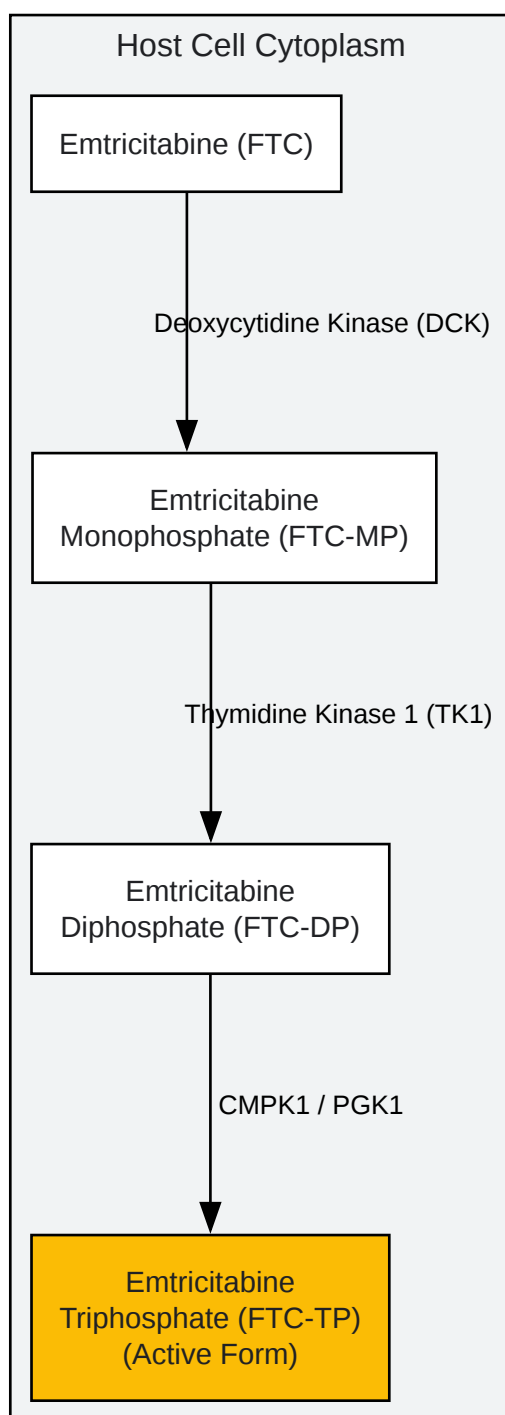 Host Cell Cytoplasm
Emtricitabine (FTC)
Deoxycytidine Kinase (DCK)
Emtricitabine
Monophosphate (FTC-MP)
Thymidine Kinase 1 (TK1)
Emtricitabine
Diphosphate (FTC-DP)
CMPK1 / PGK1
Emtricitabine
Triphosphate (FTC-TP)
(Active Form)